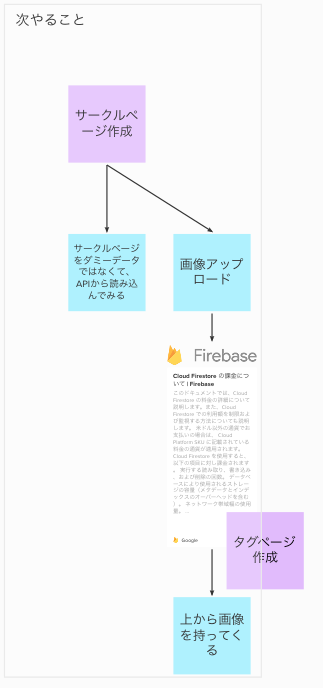 次やること
サークルペ
ージ作成
サークルページ
をダミーデータ
ではなくて、
APIから読み込
んでみる
画像アップ
ロード
Firebase
Cloud Firestore の課金につ
いて | Firebase
このドキュメントでは、Cloud
Firestore の料金の詳細について
説明します。また、Cloud
Firestore での利用額を制限およ
び監視する方法についても説
明します。 米ドル以外の通貨でお
支払いの場合は、 Cloud
Platform SKU に記載されている
料金の通貨が適用されます。
Cloud Firestore を使用すると、
以下の項目に対し課金されます
。 実行する読み取り、書き込み
、および削除の回数。 データベ
ースにより使用されるストレー
ジの容量（メタデータとインデ
ックスのオーバーヘッドを含む
）。 ネットワーク帯域幅の使用
量。...
Google
タグページ
作成
上から画像
を持ってく
る